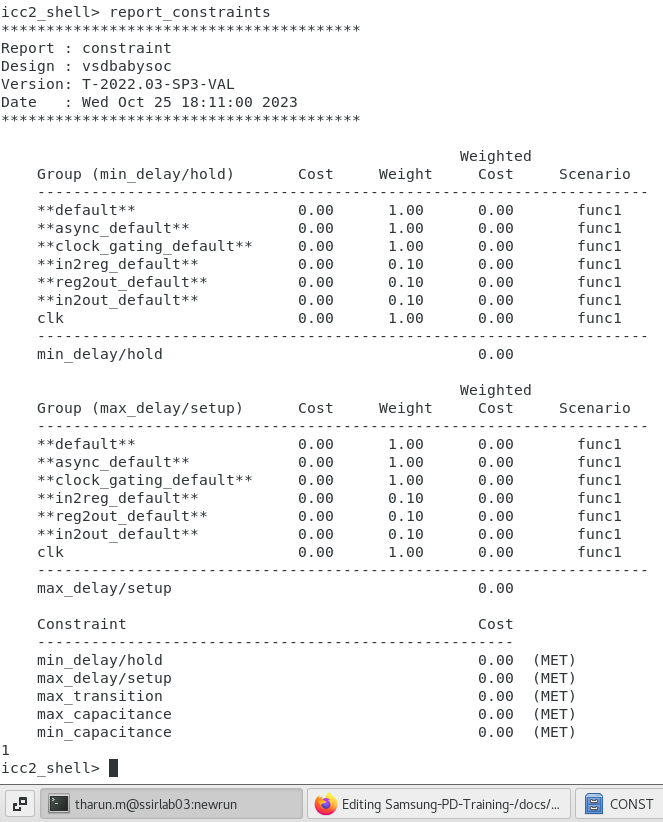 icc2_shell> report_constraints
****************************************
Report : constraint
Design : vsdbabysoc
Version: T-2022.03-SP3-VAL
Date   : Wed Oct 25 18:11:00 2023
****************************************
Weighted
Group (min_delay/hold)       Cost     Weight     Cost     Scenario
--------------------------------------------------------------------
**default**                  0.00      1.00      0.00       func1
**async_default**            0.00      1.00      0.00       func1
**clock_gating_default**     0.00      1.00      0.00       func1
**in2reg_default**           0.00      0.10      0.00       func1
**reg2out_default**          0.00      0.10      0.00       func1
**in2out_default**           0.00      0.10      0.00       func1
clk                          0.00      1.00      0.00       func1
--------------------------------------------------------------------
min_delay/hold                                   0.00
Weighted
Group (max_delay/setup)      Cost     Weight     Cost     Scenario
--------------------------------------------------------------------
**default**                  0.00      1.00      0.00       func1
**async_default**            0.00      1.00      0.00       func1
**clock_gating_default**     0.00      1.00      0.00       func1
**in2reg_default**           0.00      0.10      0.00       func1
**reg2out_default**          0.00      0.10      0.00       func1
**in2out_default**           0.00      0.10      0.00       func1
clk                          0.00      1.00      0.00       func1
--------------------------------------------------------------------
max_delay/setup                                  0.00
Constraint                                       Cost
-----------------------------------------------------
min_delay/hold                                   0.00  (MET)
max_delay/setup                                  0.00  (MET)
max_transition                                   0.00  (MET)
max_capacitance                                  0.00  (MET)
min_capacitance                                  0.00  (MET)
1
icc2_shell>
tharun.m@ssirlab03:newrun Editing Samsung-PD-Training-/docs/... CONST